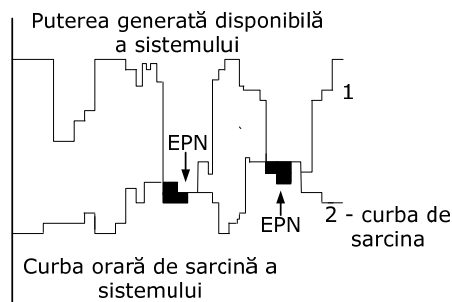 Puterea generată disponibilă
a sistemului
1
EPN
EPN
2 - curba de
sarcina
Curba orară de sarcină a
sistemului